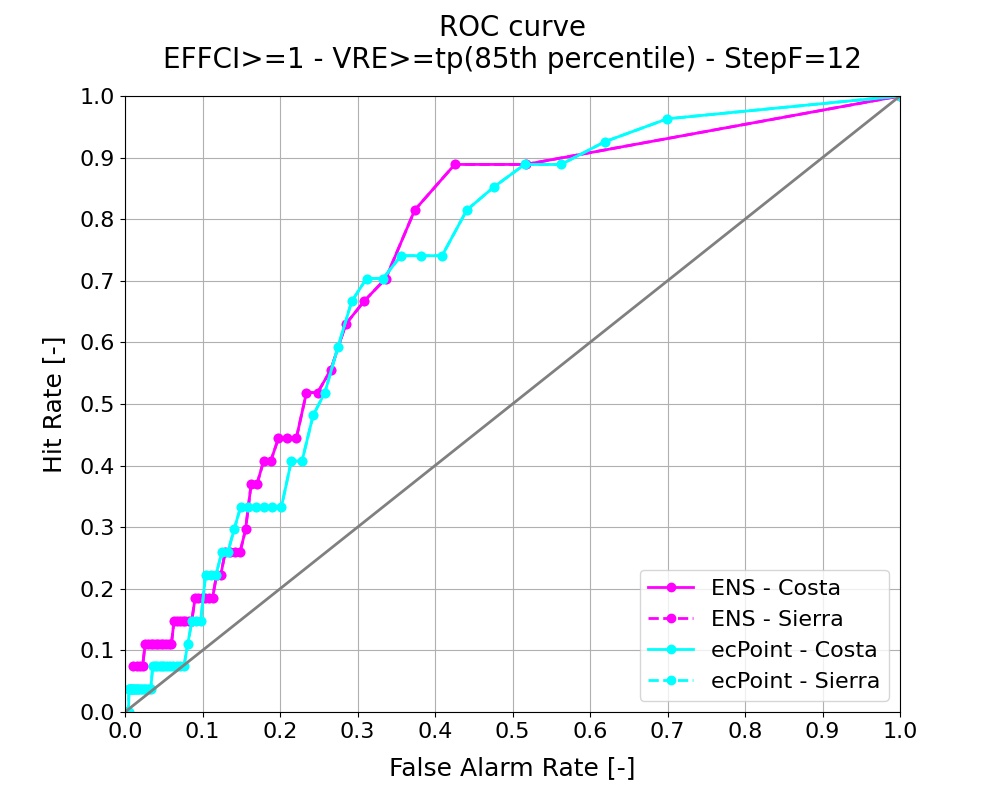 ROC curve
EFFCI>=1 - VRE>=tp(85th percentile) - StepF=12
1.0
0.9
0.8
0.7
0.6
0.5
0.4
0.3
0.2
0.1
0.0
Hit Rate [-]
ENS - Costa
ENS - Sierra
ecPoint - Costa
ecPoint - Sierra
0.0 0.1 0.2 0.3 0.4 0.5 0.6 0.7 0.8 0.9 1.0
False Alarm Rate [-]